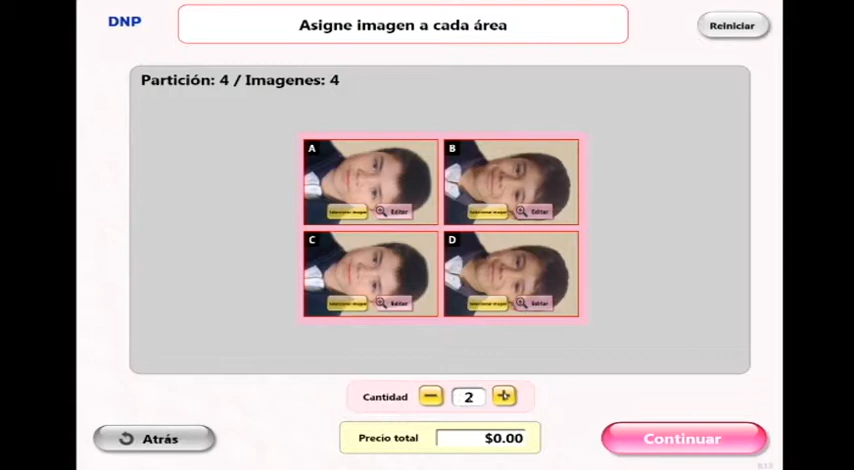 DNP
Asigne imagen a cada área
Reiniciar
Partición: 4 / Imagenes: 4
A
B
Editar
Editar
C
D
Editar
Editar
Cantidad
2
Atrás
Precio total
$0.00
Continuar